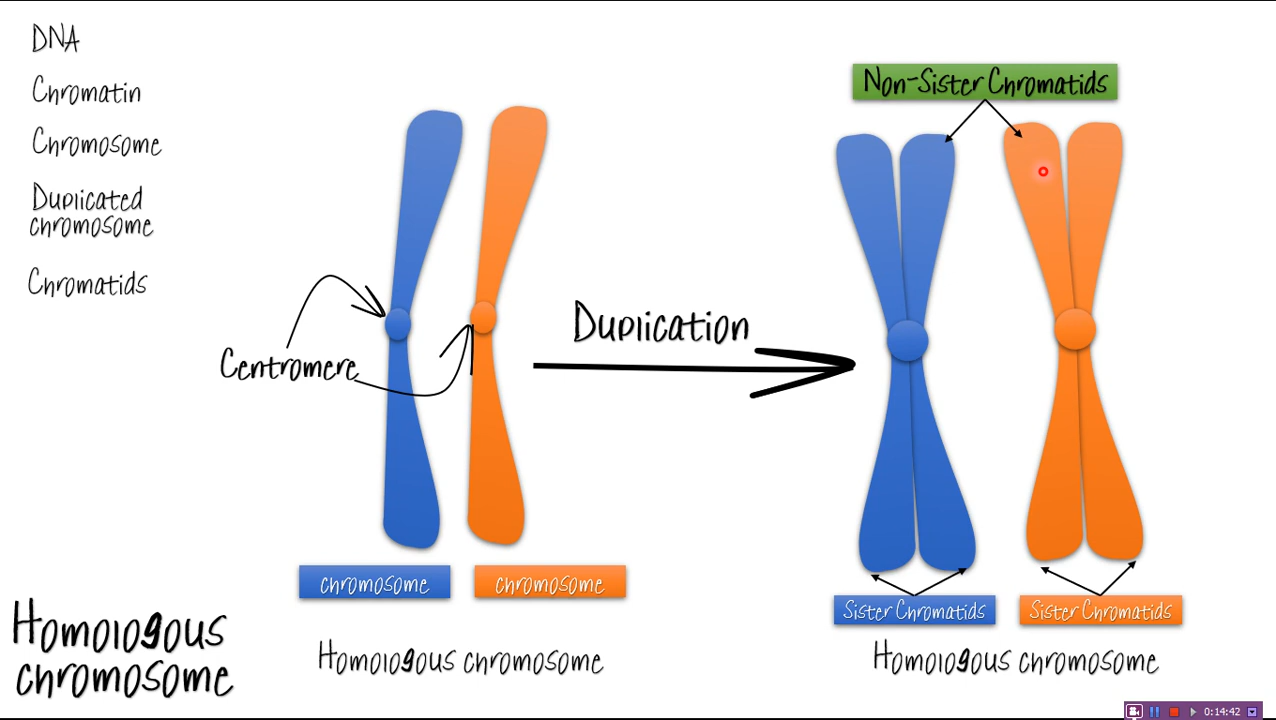 DNA
Chromatin
Chromosome
Duplicated
chromosome
Chromatids
Non-Sister Chromatids
Duplication
Centromere
chromosome
chromosome
Sister Chromatids
Sister Chromatids
Homologous chromosome
Homologous chromosome
Homologous
chromosome
0:14:42